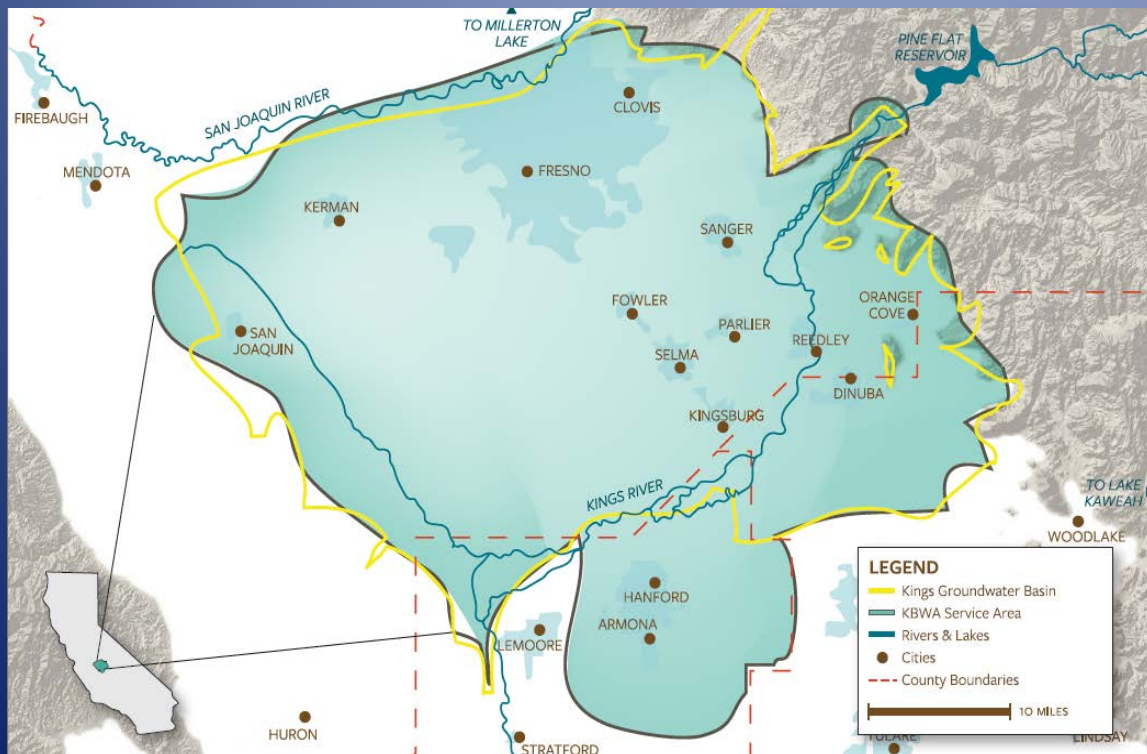 TO MILLERTON
LAKE
PINE FLAT
RESERVOIR
FIREBAUGH
SAN JOAQUIN RIVER
CLOVIS
MENDOTA
FRESNO
KERMAN
SANGER
FOWLER
ORANGE
COVE
SAN
JOAQUIN
PARLIER
REEDLEY
SELMA
DINUBA
KINGSBURG
KINGS RIVER
TO LAKE
KAWEAH
WOODLAKE
HANFORD
ARMONA
LEMOORE
HURON
STRATFORD
LEGEND
Kings Groundwater Basin
KBWA Service Area
Rivers & Lakes
Cities
County Boundaries
10 MILES
TULARE
LINDSAY